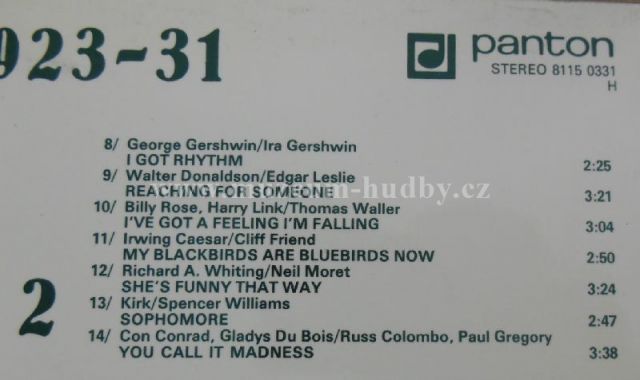 923-31
panton
STEREO 8115 0331
H
8/ George Gershwin/Ira Gershwin
I GOT RHYTHM 2:25
9/ Walter Donaldson/Edgar Leslie
REACHING FOR SOMEONE 3:21
10/ Billy Rose, Harry Link/Thomas Waller
I'VE GOT A FEELING I'M FALLING 3:04
11/ Irwing Caesar/Cliff Friend
MY BLACKBIRDS ARE BLUEBIRDS NOW 2:50
12/ Richard A. Whiting/Neil Moret
SHE'S FUNNY THAT WAY 3:24
2
13/ Kirk/Spencer Williams
SOPHOMORE 2:47
14/ Con Conrad, Gladys Du Bois/Russ Colombo, Paul Gregory
YOU CALL IT MADNESS 3:38